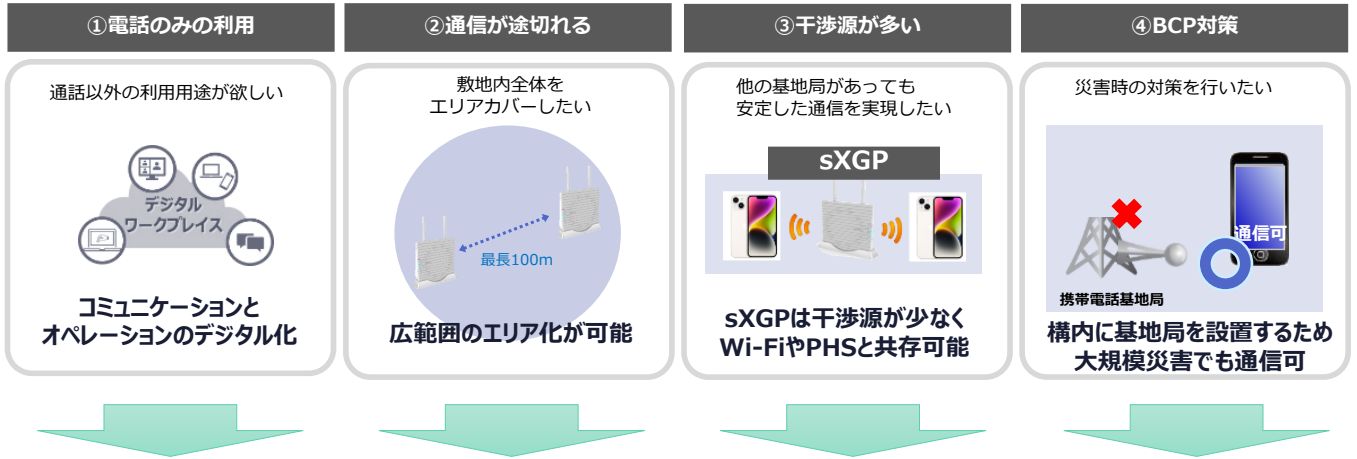 ①電話のみの利用
通話以外の利用用途が欲しい
デジタル
ワークプレイス
コミュニケーションと
オペレーションのデジタル化
②通信が途切れる
敷地内全体を
エリアカバーしたい
最長100m
広範囲のエリア化が可能
③干渉源が多い
他の基地局があっても
安定した通信を実現したい
sXGP
sXGPは干渉源が少なく
Wi-FiやPHSと共存可能
④BCP対策
災害時の対策を行いたい
通信可
携帯電話基地局
構内に基地局を設置するため
大規模災害でも通信可